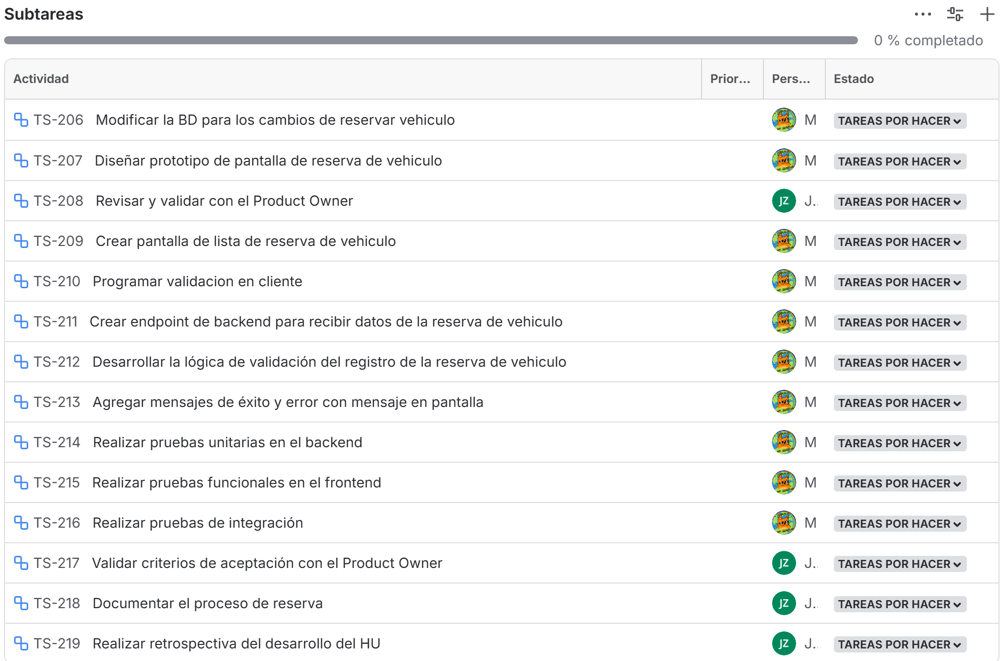 Subtareas
0 % completado
Actividad Prior... Pers... Estado
TS-206 Modificar la BD para los cambios de reservar vehiculo M TAREAS POR HACER
TS-207 Diseñar prototipo de pantalla de reserva de vehiculo M TAREAS POR HACER
TS-208 Revisar y validar con el Product Owner JZ J.. TAREAS POR HACER
TS-209 Crear pantalla de lista de reserva de vehiculo M TAREAS POR HACER
TS-210 Programar validacion en cliente M TAREAS POR HACER
TS-211 Crear endpoint de backend para recibir datos de la reserva de vehiculo M TAREAS POR HACER
TS-212 Desarrollar la lógica de validación del registro de la reserva de vehiculo M TAREAS POR HACER
TS-213 Agregar mensajes de éxito y error con mensaje en pantalla M TAREAS POR HACER
TS-214 Realizar pruebas unitarias en el backend M TAREAS POR HACER
TS-215 Realizar pruebas funcionales en el frontend M TAREAS POR HACER
TS-216 Realizar pruebas de integración M TAREAS POR HACER
TS-217 Validar criterios de aceptación con el Product Owner JZ J.. TAREAS POR HACER
TS-218 Documentar el proceso de reserva JZ J.. TAREAS POR HACER
TS-219 Realizar retrospectiva del desarrollo del HU JZ J.. TAREAS POR HACER